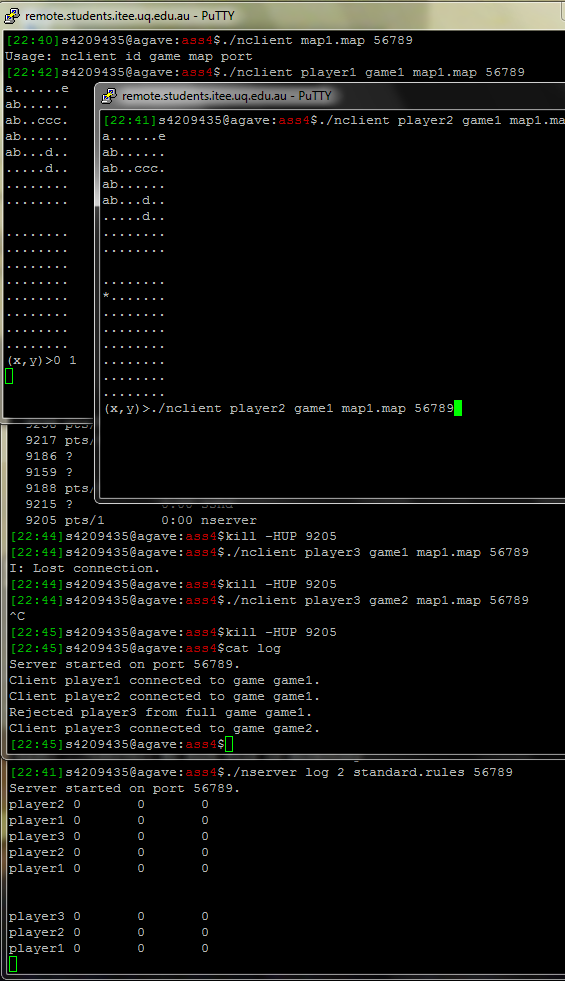 remote.students.itee.uq.edu.au - PuTTY
[22:40]s4209435@agave:ass4$./nclient map1.map 56789
Usage: nclient id game map port
[22:42]s4209435@agave:ass4$./nclient player1 game1 map1.map 56789
a......e
ab......
ab..ccc.
ab......
ab...d..
.....d..
........
........
........
........
........
........
........
........
........
........
(x,y)>0 1
remote.students.itee.uq.edu.au - PuTTY
[22:41]s4209435@agave:ass4$./nclient player2 game1 map1.ma
a......e
ab......
ab..ccc.
ab......
ab...d..
.....d..
........
........
........
*.......
........
........
........
........
........
........
(x,y)>./nclient player2 game1 map1.map 56789
9217 pts/
9186 ?
9159 ?
9188 pts/
9215 ?
9205 pts/1 0:00 nserver
[22:44]s4209435@agave:ass4$kill -HUP 9205
[22:44]s4209435@agave:ass4$./nclient player3 game1 map1.map 56789
I: Lost connection.
[22:44]s4209435@agave:ass4$kill -HUP 9205
[22:44]s4209435@agave:ass4$./nclient player3 game2 map1.map 56789
^C
[22:45]s4209435@agave:ass4$kill -HUP 9205
[22:45]s4209435@agave:ass4$cat log
Server started on port 56789.
Client player1 connected to game game1.
Client player2 connected to game game1.
Rejected player3 from full game game1.
Client player3 connected to game game2.
[22:45]s4209435@agave:ass4$
[22:41]s4209435@agave:ass4$./nserver log 2 standard.rules 56789
Server started on port 56789.
player2 0 0 0
player1 0 0 0
player3 0 0 0
player2 0 0 0
player1 0 0 0
player3 0 0 0
player2 0 0 0
player1 0 0 0